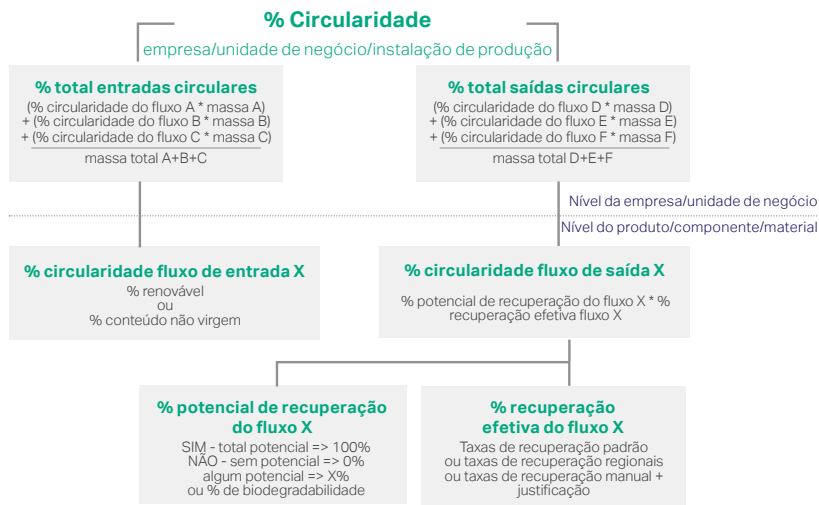 % Circularidade
empresa/unidade de negócio/instalação de produção
% total entradas circulares
(% circularidade do fluxo A * massa A)
+ (% circularidade do fluxo B * massa B)
+ (% circularidade do fluxo C * massa C)
massa total A+B+C
% total saídas circulares
(% circularidade do fluxo D * massa D)
+ (% circularidade do fluxo E * massa E)
+ (% circularidade do fluxo F * massa F)
massa total D+E+F
Nível da empresa/unidade de negócio
Nível do produto/componente/material
% circularidade fluxo de entrada X
% renovável
ou
% conteúdo não virgem
% circularidade fluxo de saída X
% potencial de recuperação do fluxo X * %
recuperação efetiva fluxo X
% potencial de recuperação
do fluxo X
SIM - total potencial => 100%
NÃO - sem potencial => 0%
algum potencial => X%
ou % de biodegradabilidade
% recuperação
efetiva do fluxo X
Taxas de recuperação padrão
ou taxas de recuperação regionais
ou taxas de recuperação manual +
justificação